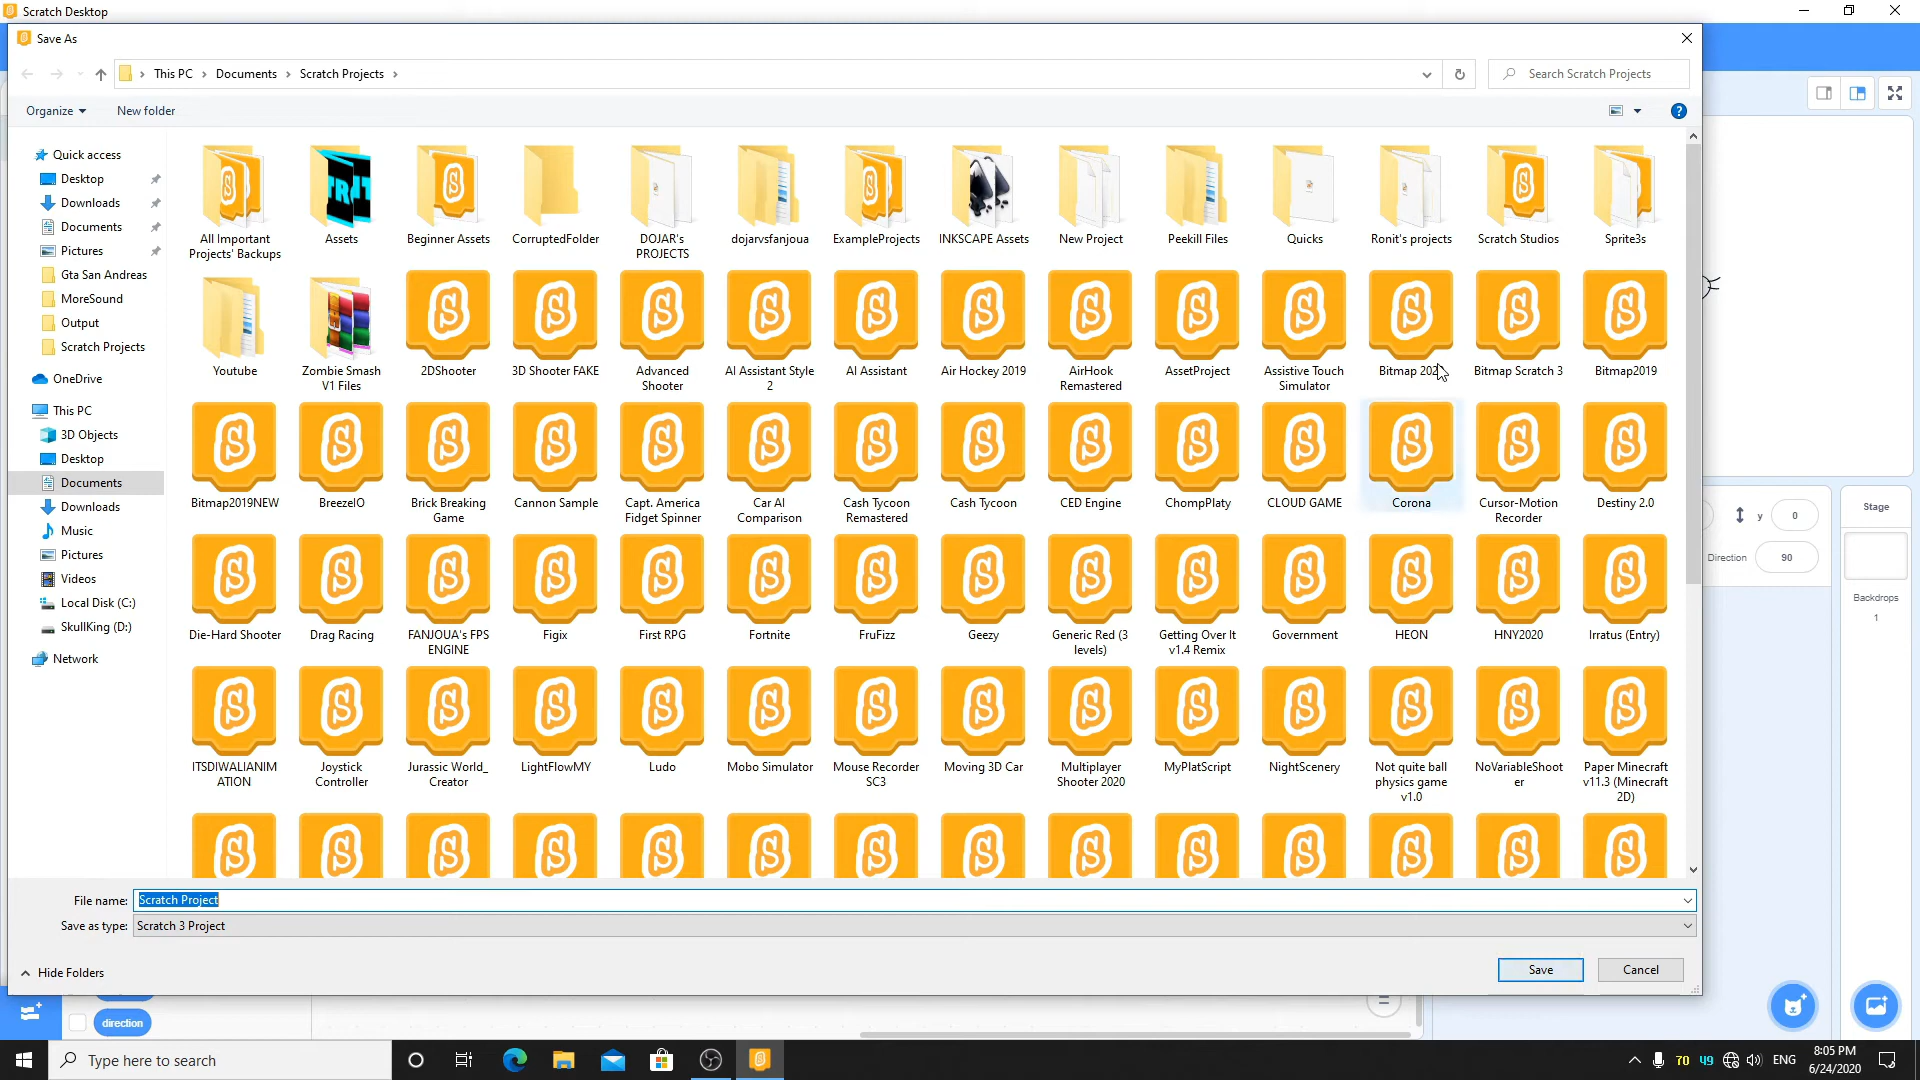 Scratch Desktop
Save As
This PC > Documents > Scratch Projects >
Search Scratch Projects
Organize
New folder
Quick access
Desktop
Downloads
Documents
Pictures
Gta San Andreas
MoreSound
Output
Scratch Projects
OneDrive
This PC
3D Objects
Desktop
Documents
Downloads
Music
Pictures
Videos
Local Disk (C:)
SkullKing (D:)
Network
All Important
Projects' Backups
Assets
Beginner Assets
CorruptedFolder
DOJAR's
PROJECTS
dojarvsfanjoua
ExampleProjects
INKSCAPE Assets
New Project
Peekill Files
Quicks
Ronit's projects
Scratch Studios
Sprite3s
Youtube
Zombie Smash
V1 Files
2DShooter
3D Shooter FAKE
Advanced
Shooter
AI Assistant Style
2
AI Assistant
Air Hockey 2019
AirHook
Remastered
AssetProject
Assistive Touch
Simulator
Bitmap
Bitmap Scratch 3
Bitmap2019
Bitmap2019NEW
BreezeIO
Brick Breaking
Game
Cannon Sample
Capt. America
Fidget Spinner
Car AI
Comparison
Cash Tycoon
Remastered
Cash Tycoon
CED Engine
ChompPlaty
CLOUD GAME
Corona
Cursor-Motion
Recorder
Destiny 2.0
Die-Hard Shooter
Drag Racing
FANJOUA's FPS
ENGINE
Figix
First RPG
Fortnite
FruFizz
Geezy
Generic Red (3
levels)
Getting Over It
v1.4 Remix
Government
HEON
HNY2020
Irratus (Entry)
ITSDIWALIANIM
ATION
Joystick
Controller
Jurassic World_
Creator
LightFlowMY
Ludo
Mobo Simulator
Mouse Recorder
SC3
Moving 3D Car
Multiplayer
Shooter 2020
MyPlatScript
NightScenery
Not quite ball
physics game
v1.0
NoVariableShoot
er
Paper Minecraft
v11.3 (Minecraft
2D)
File name: Scratch Project
Save as type: Scratch 3 Project
Hide Folders
Save
Cancel
y 0
Direction 90
Stage
Backdrops
1
direction
Type here to search
70
49
ENG
8:05 PM
6/24/2020